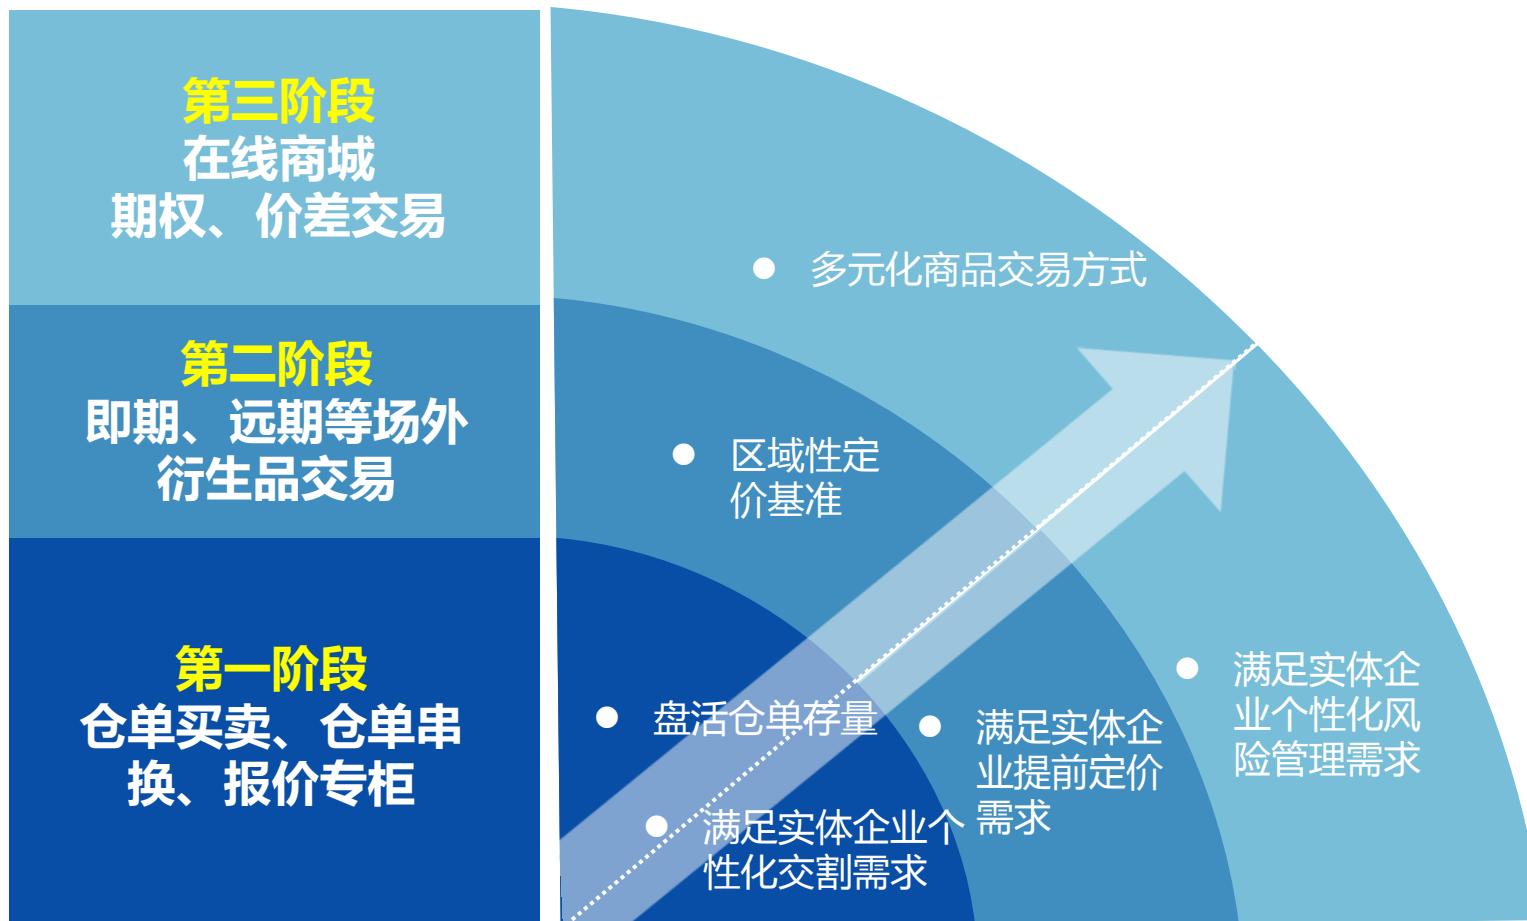 第三阶段
在线商城
期权、价差交易
第二阶段
即期、远期等场外
衍生品交易
第一阶段
仓单买卖、仓单串
换、报价专柜
● 多元化商品交易方式
● 区域性定
价基准
● 盘活仓单存量
● 满足实体企业个
性化交割需求
● 满足实体企
业提前定价
需求
● 满足实体企
业个性化风
险管理需求